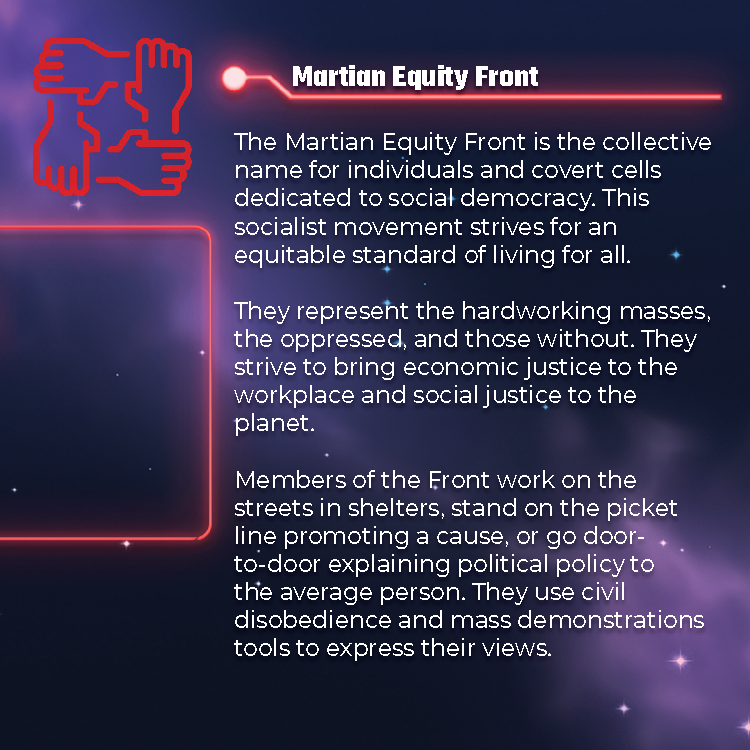 Martian Equity Front
The Martian Equity Front is the collective
name for individuals and covert cells
dedicated to social democracy. This
socialist movement strives for an
equitable standard of living for all.
They represent the hardworking masses,
the oppressed, and those without. They
strive to bring economic justice to the
workplace and social justice to the
planet.
Members of the Front work on the
streets in shelters, stand on the picket
line promoting a cause, or go door-
to-door explaining political policy to
the average person. They use civil
disobedience and mass demonstrations
tools to express their views.